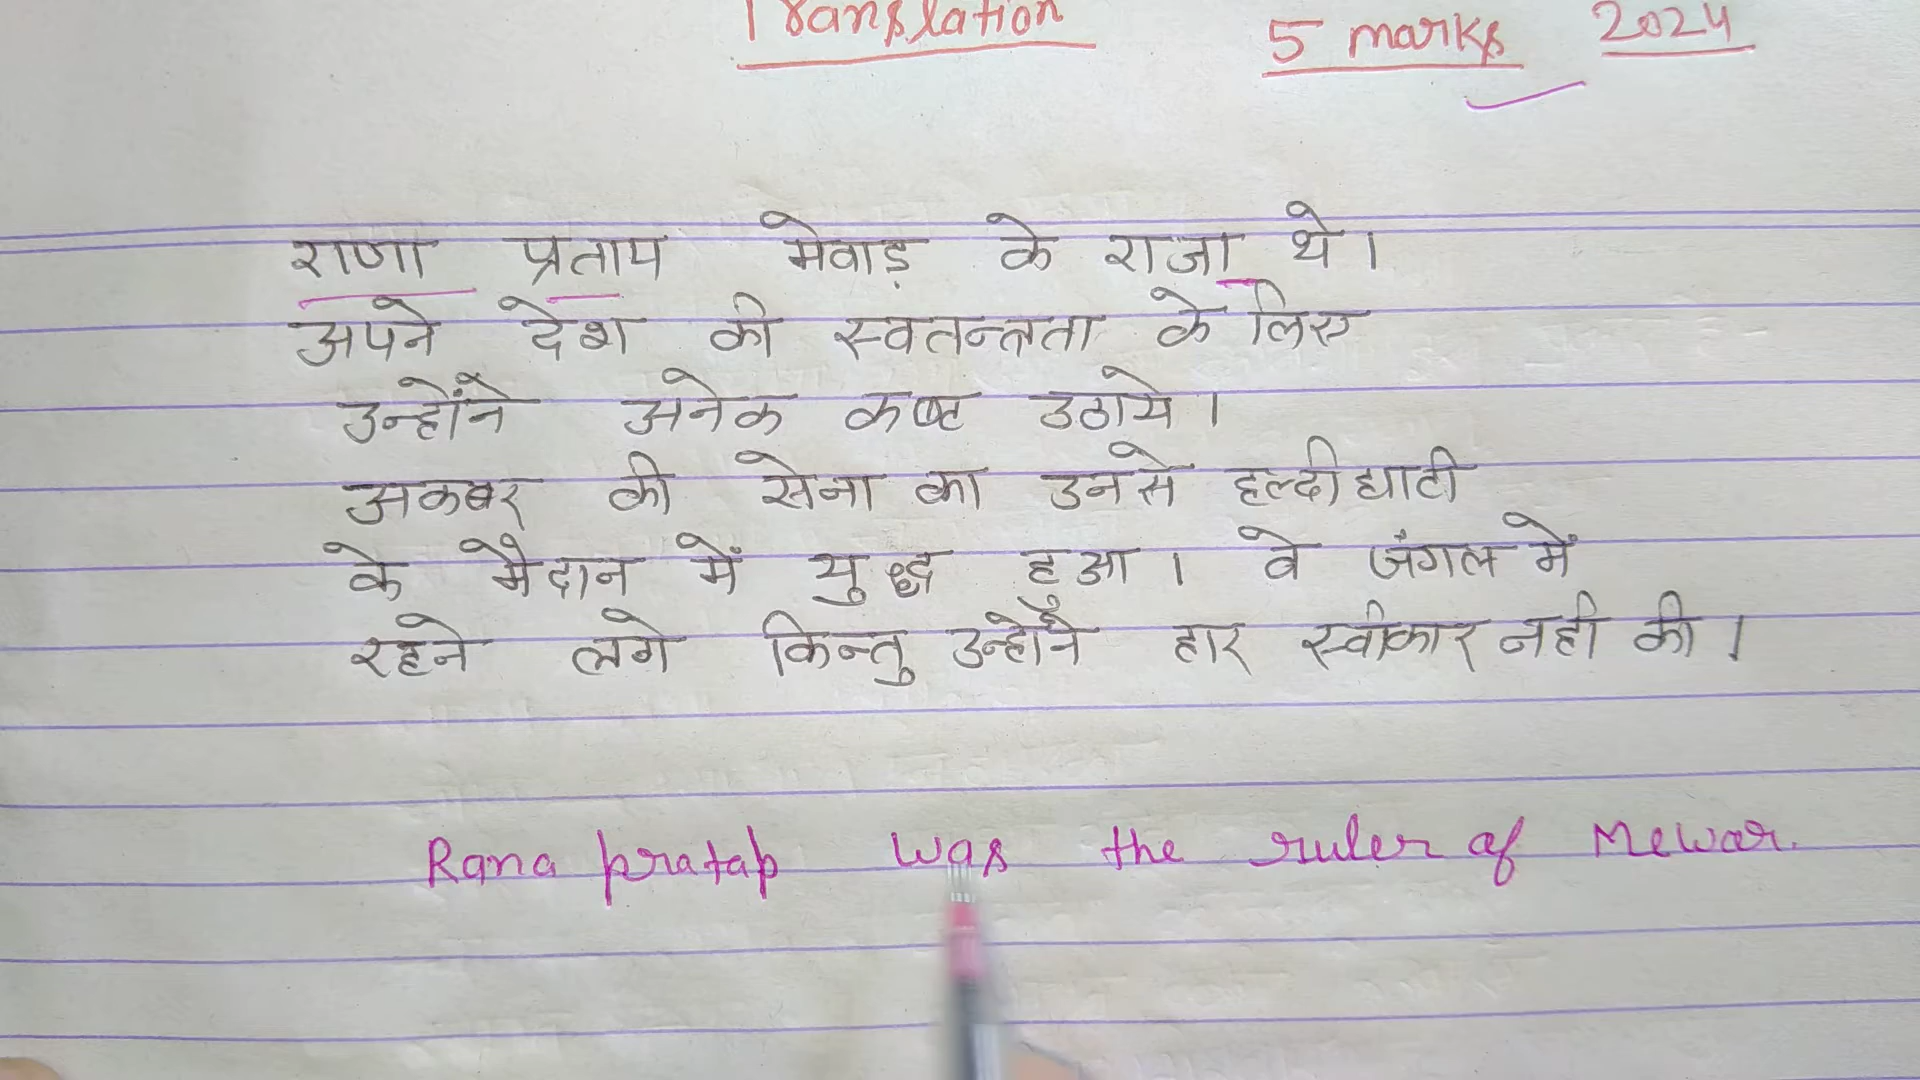 Translation 5 marks 2024
राणा प्रताप मेवाड़ के राजा थे।
अपने देश की स्वतन्त्रता के लिए
उन्होंने अनेक कष्ट उठाये।
अकबर की सेना का उनसे हल्दीघाटी
के मैदान में युद्ध हुआ। वे जंगल में
रहने लगे किन्तु उन्होंने हार स्वीकार नही की।
Rana pratap was the ruler of Mewar.